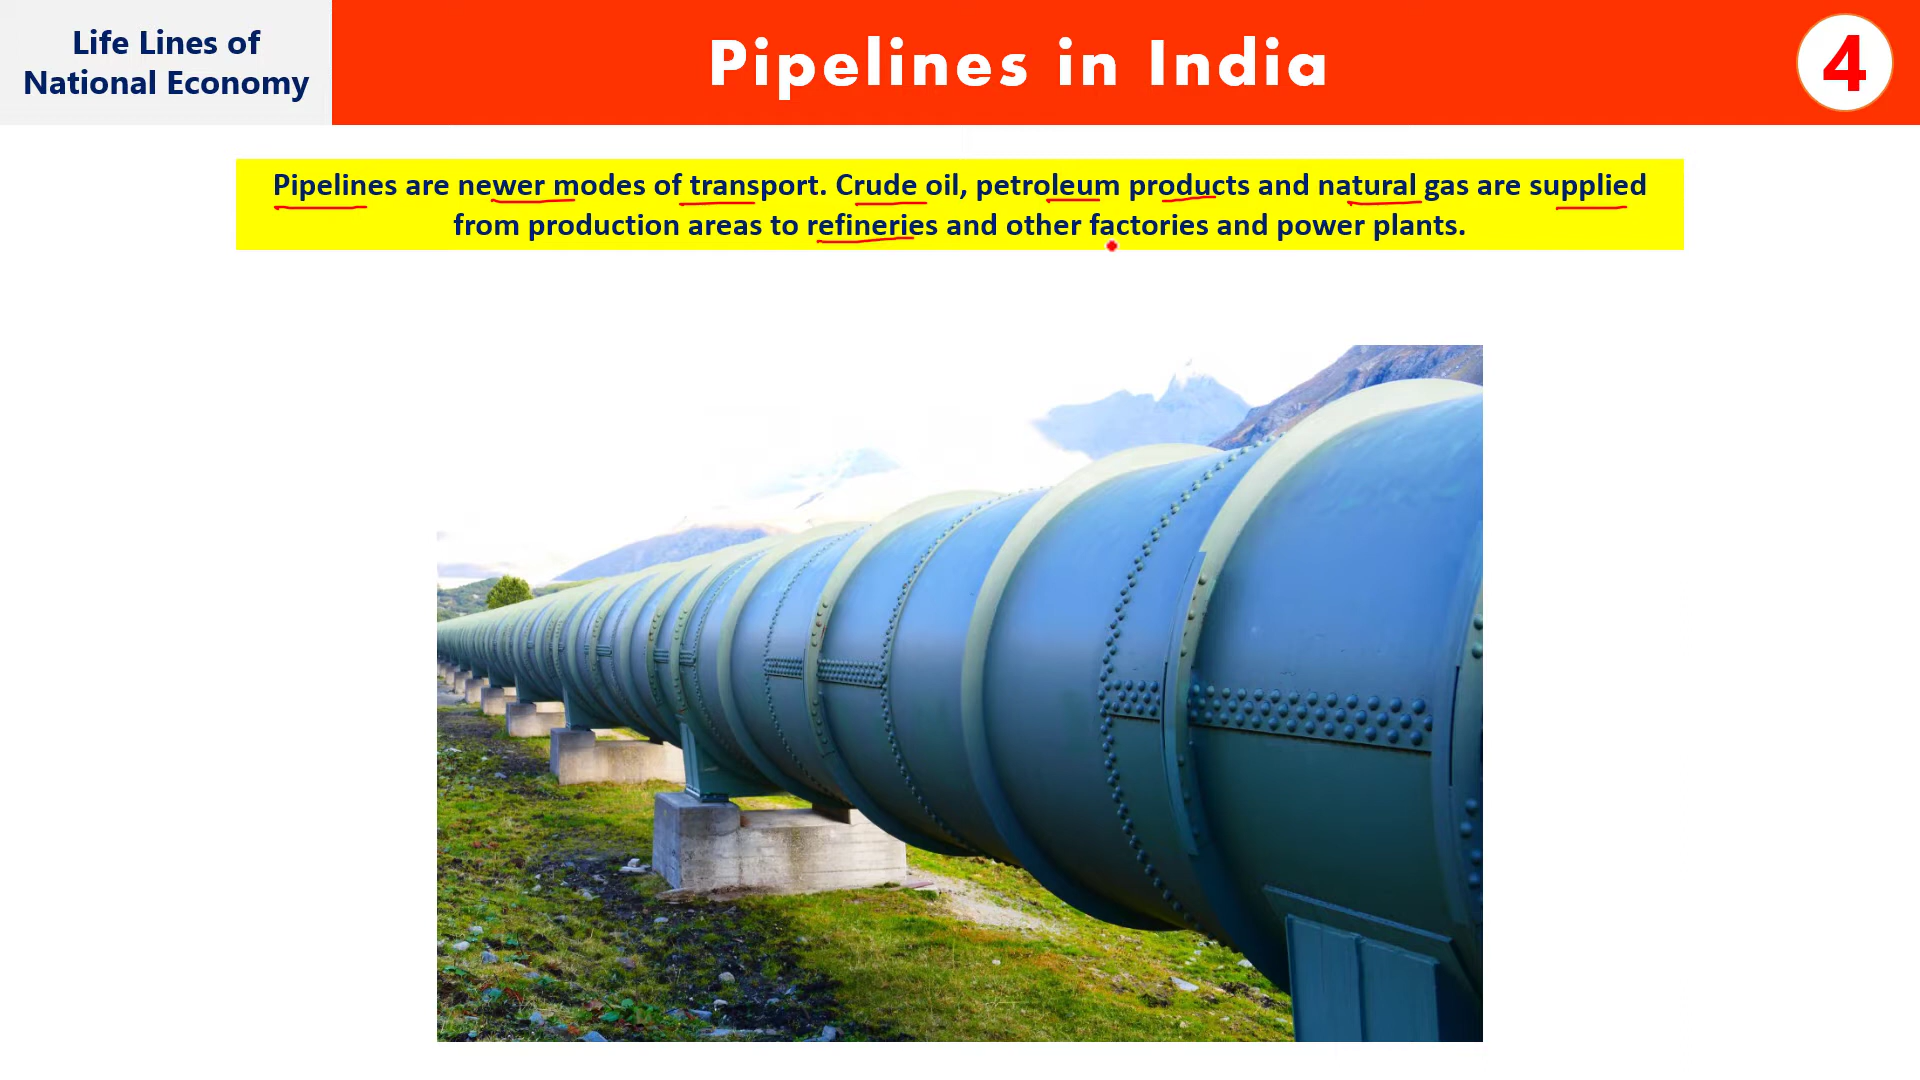 Life Lines of
National Economy
Pipelines in India
4
Pipelines are newer modes of transport. Crude oil, petroleum products and natural gas are supplied
from production areas to refineries and other factories and power plants.